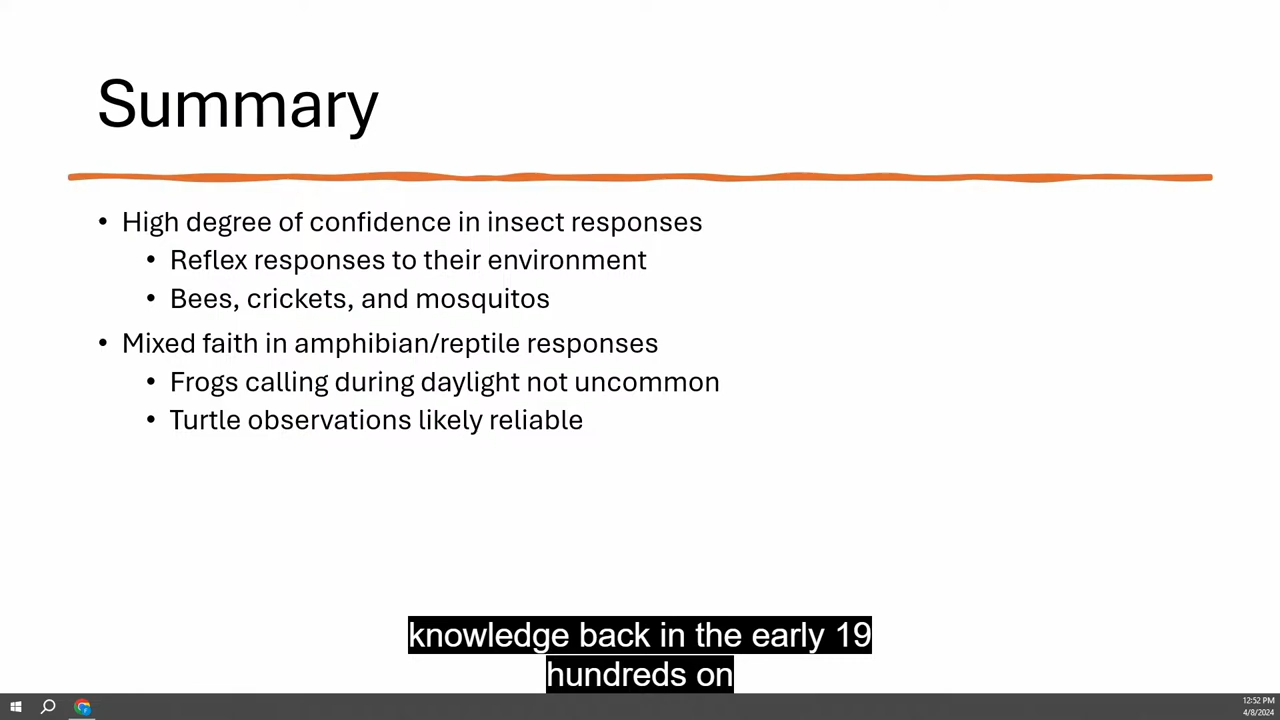 Summary
• High degree of confidence in insect responses
• Reflex responses to their environment
• Bees, crickets, and mosquitos
• Mixed faith in amphibian/reptile responses
• Frogs calling during daylight not uncommon
• Turtle observations likely reliable
knowledge back in the early 19
hundreds on
12:52 PM
4/8/2024